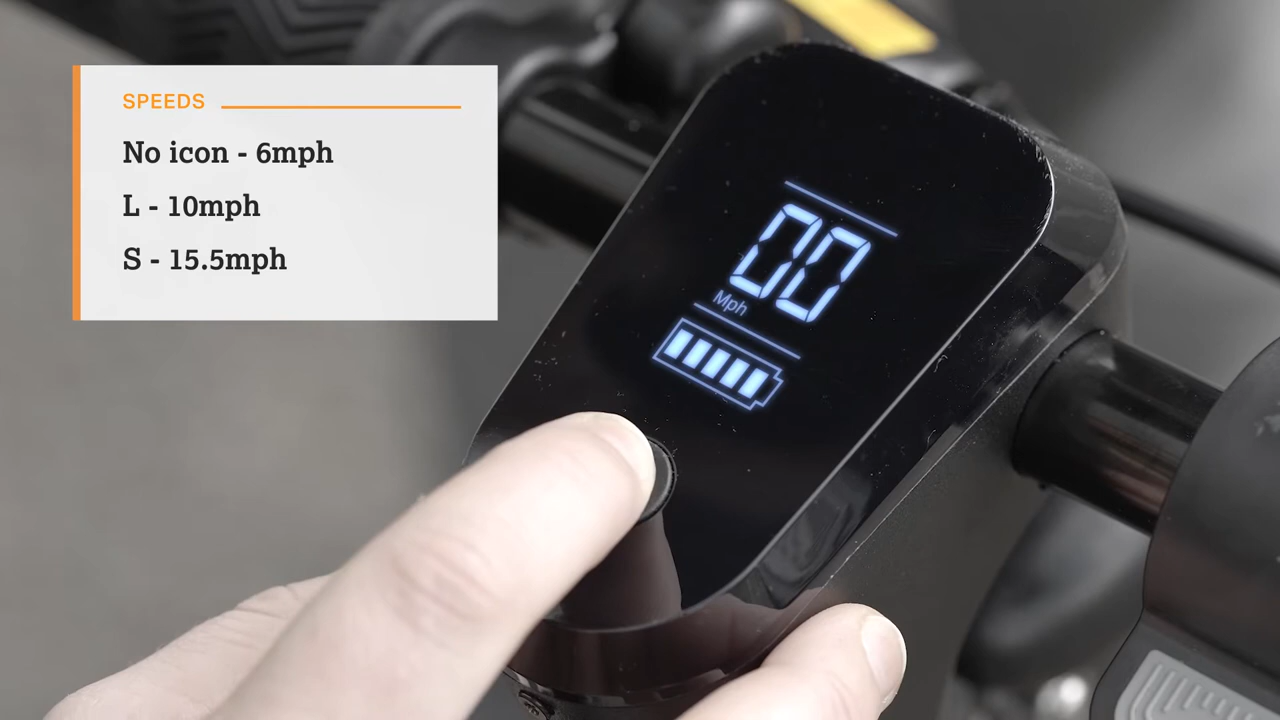 SPEEDS
No icon - 6mph
L - 10mph
S - 15.5mph
00
Mph